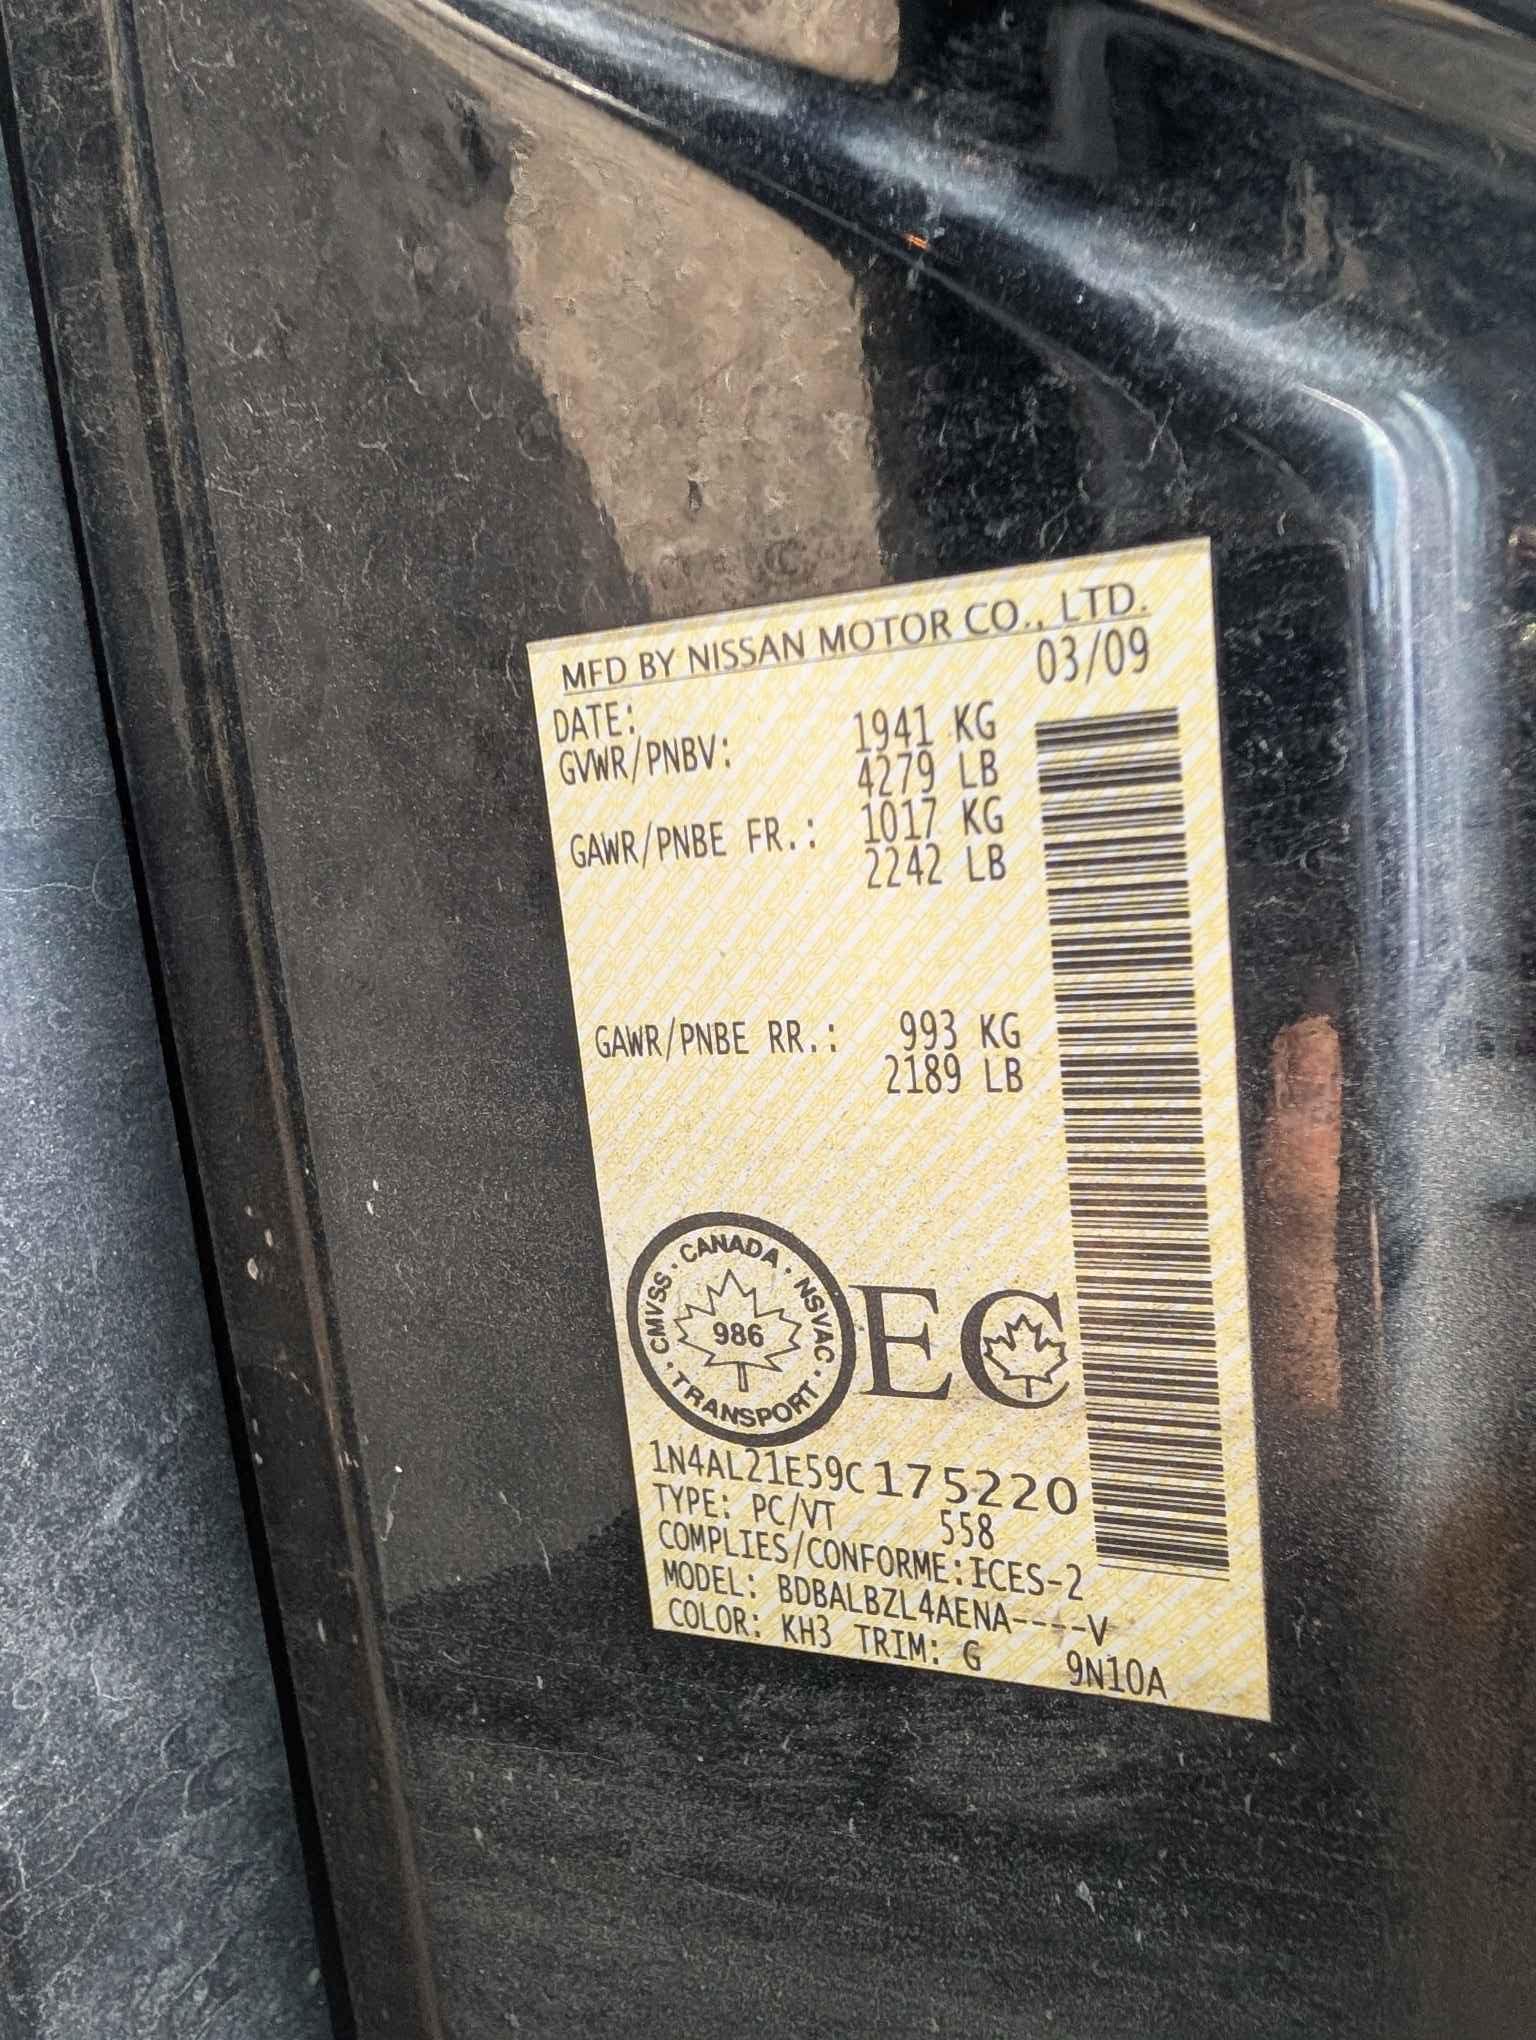 MFD BY NISSAN MOTOR CO., LTD.
DATE: 03/09
GVWR/PNBV: 1941 KG
4279 LB
GAWR/PNBE FR.: 1017 KG
2242 LB
GAWR/PNBE RR.: 993 KG
2189 LB
CMVSS · CANADA · NSVAC · TRANSPORT ·
986
EC
1N4AL21E59C175220
TYPE: PC/VT 558
COMPLIES/CONFORME:ICES-2
MODEL: BDBALBZL4AENA----V
COLOR: KH3 TRIM: G 9N10A